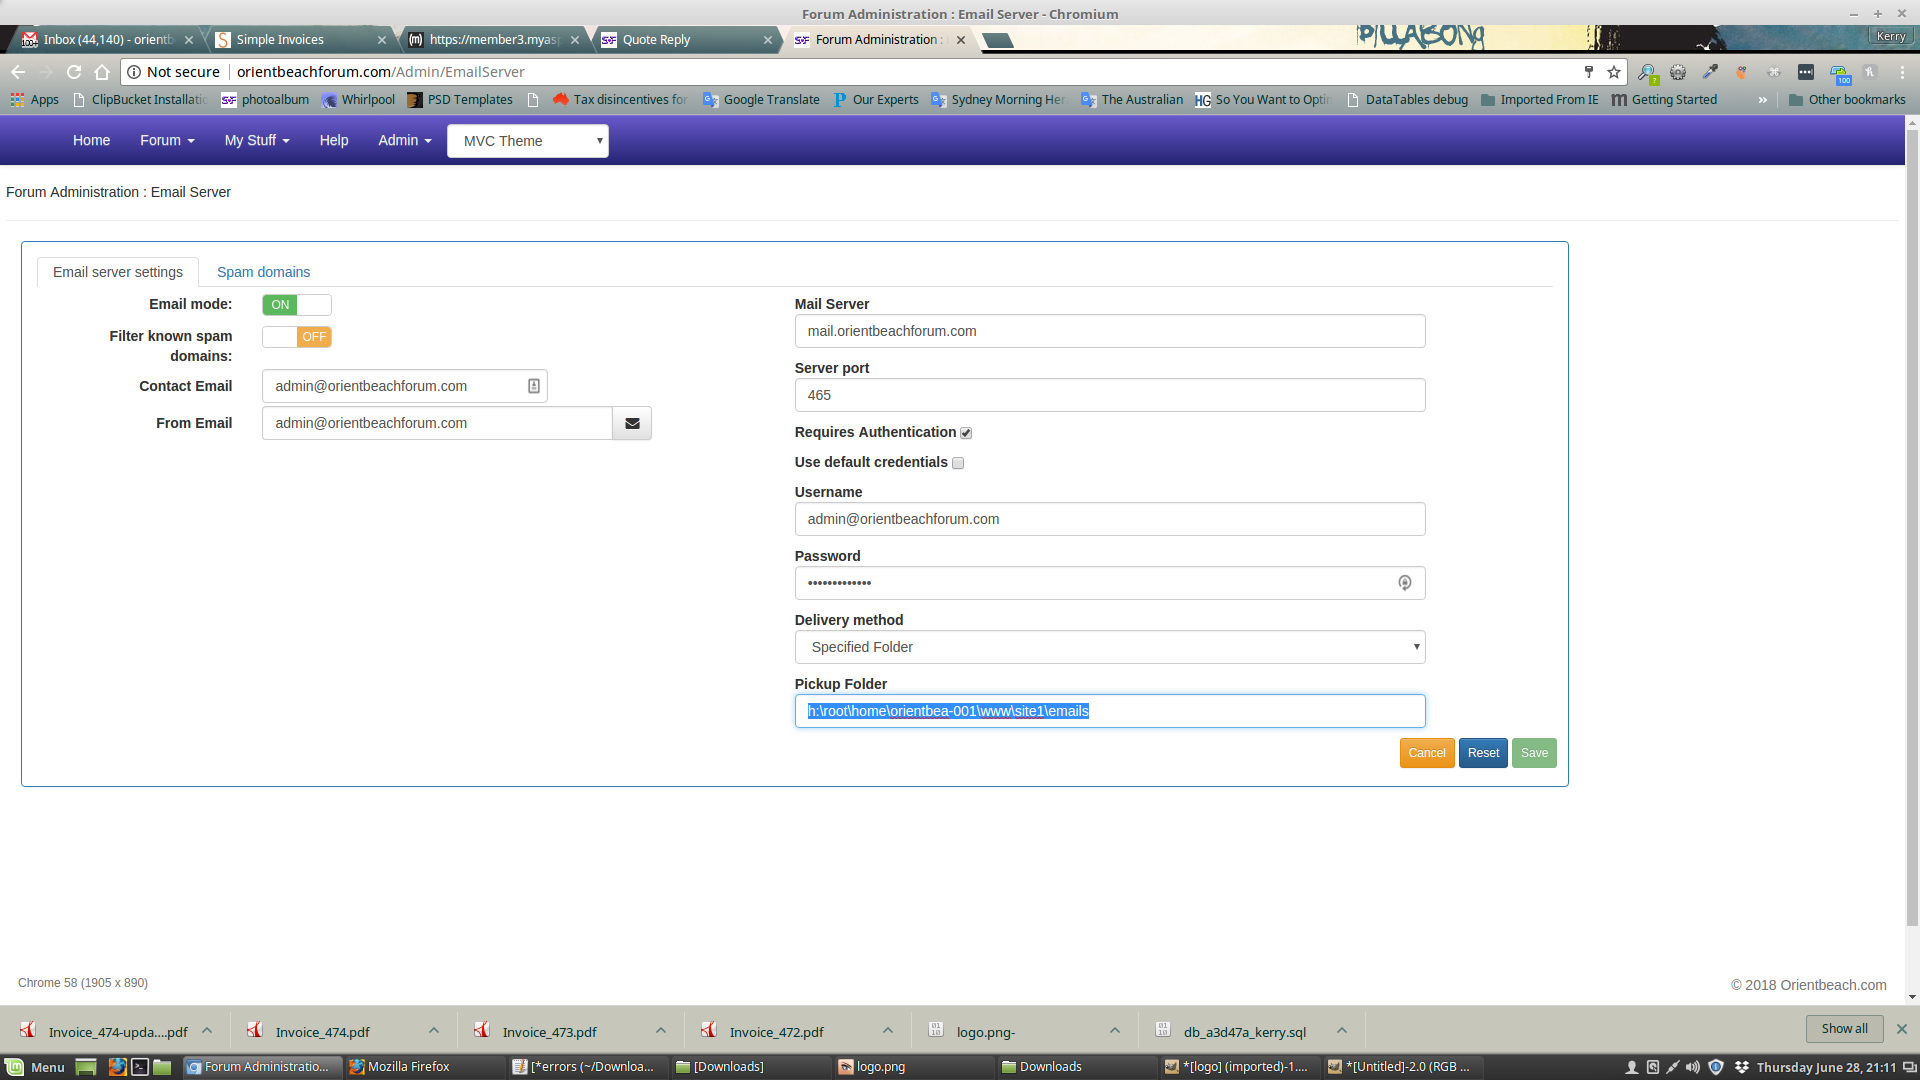 Forum Administration : Email Server - Chromium
Inbox (44,140) - orientb
Simple Invoices
https://member3.myas
Quote Reply
Forum Administration :
Kerry
Not secure
orientbeachforum.com/Admin/EmailServer
Apps
ClipBucket Installatic
photoalbum
Whirlpool
PSD Templates
Tax disincentives for
Google Translate
Our Experts
Sydney Morning Her
The Australian
So You Want to Opti
DataTables debug
Imported From IE
Getting Started
»
Other bookmarks
Home
Forum
My Stuff
Help
Admin
MVC Theme
Forum Administration : Email Server
Email server settings
Spam domains
Email mode:
ON
Filter known spam
domains:
OFF
Contact Email
admin@orientbeachforum.com
From Email
admin@orientbeachforum.com
Mail Server
mail.orientbeachforum.com
Server port
465
Requires Authentication
Use default credentials
Username
admin@orientbeachforum.com
Password
•••••••••••••
Delivery method
Specified Folder
Pickup Folder
h:\root\home\orientbea-001\www\site1\emails
Cancel
Reset
Save
Chrome 58 (1905 x 890)
© 2018 Orientbeach.com
Invoice_474-upda....pdf
Invoice_474.pdf
Invoice_473.pdf
Invoice_472.pdf
logo.png-
db_a3d47a_kerry.sql
Show all
Menu
Forum Administratio...
Mozilla Firefox
[*errors (~/Downloa...
[Downloads]
logo.png
Downloads
*[logo] (imported)-1....
*[Untitled]-2.0 (RGB ...
Thursday June 28, 21:11